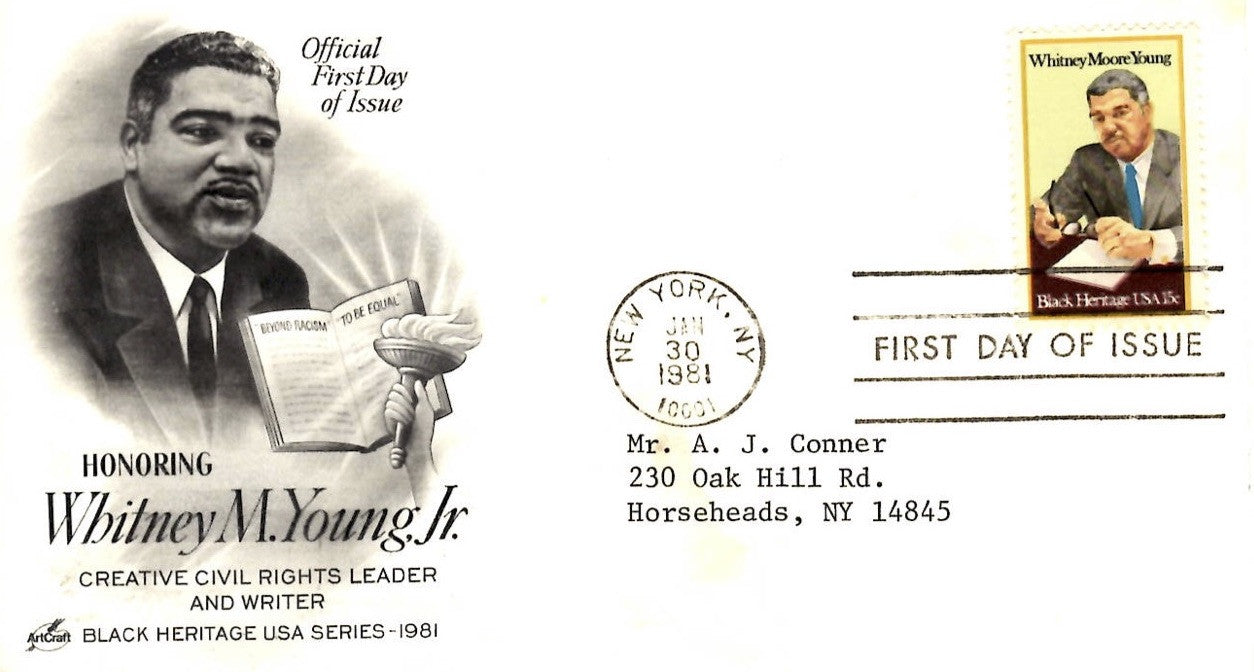 Official
First Day
of Issue
"BEYOND RACISM"
"TO BE EQUAL"
HONORING
Whitney M. Young, Jr.
CREATIVE CIVIL RIGHTS LEADER
AND WRITER
ArtCraft
BLACK HERITAGE USA SERIES-1981
Whitney Moore Young
Black Heritage USA 15c
NEW YORK, NY
JAN
30
1981
10001
FIRST DAY OF ISSUE
Mr. A. J. Conner
230 Oak Hill Rd.
Horseheads, NY 14845